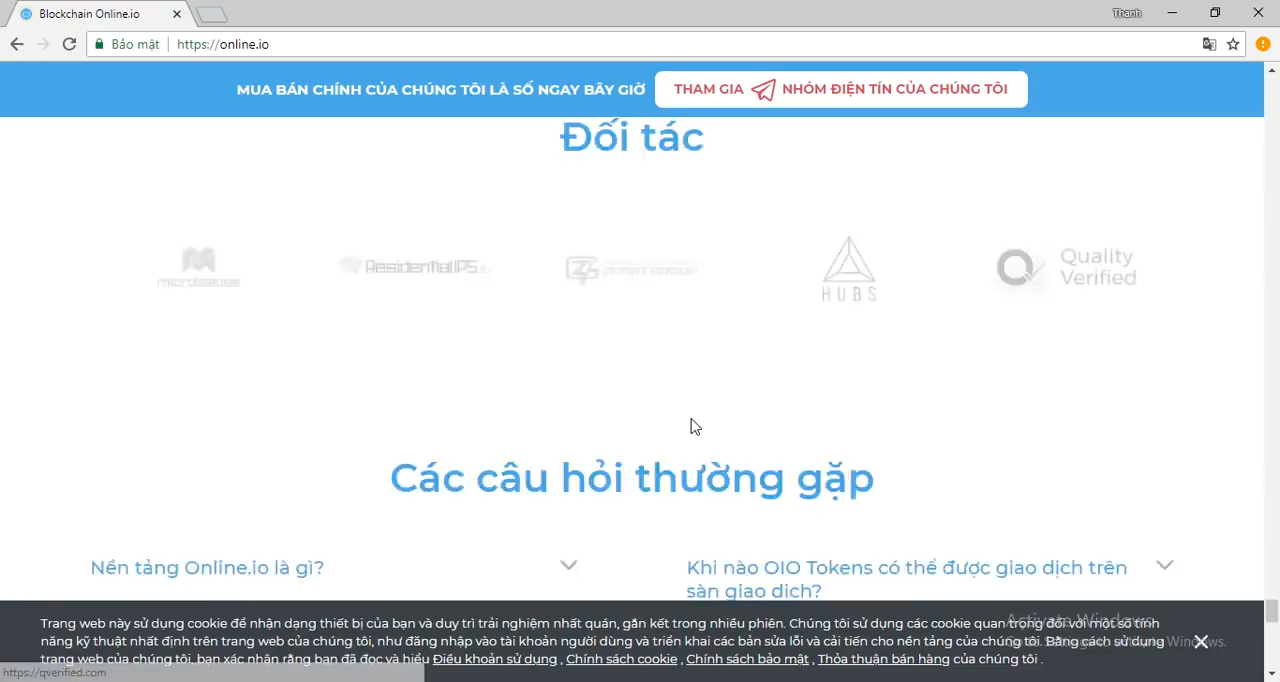 Blockchain Online.io
Thanh
Bảo mật
https://online.io
MUA BÁN CHÍNH CỦA CHÚNG TÔI LÀ SỐ NGAY BÂY GIỜ
THAM GIA NHÓM ĐIỆN TÍN CỦA CHÚNG TÔI
Đối tác
HUBS
Quality
Verified
Các câu hỏi thường gặp
Nền tảng Online.io là gì?
Khi nào OIO Tokens có thể được giao dịch trên
sàn giao dịch?
Trang web này sử dụng cookie để nhận dạng thiết bị của bạn và duy trì trải nghiệm nhất quán, gắn kết trong nhiều phiên. Chúng tôi sử dụng các cookie quan trọng đối với một số tính
năng kỹ thuật nhất định trên trang web của chúng tôi, như đăng nhập vào tài khoản người dùng và triển khai các bản sửa lỗi và cải tiến cho nền tảng của chúng tôi. Bằng cách sử dụng
trang web của chúng tôi, bạn xác nhận rằng bạn đã đọc và hiểu Điều khoản sử dụng , Chính sách cookie , Chính sách bảo mật , Thỏa thuận bán hàng của chúng tôi .
Activate Windows
https://qverified.com